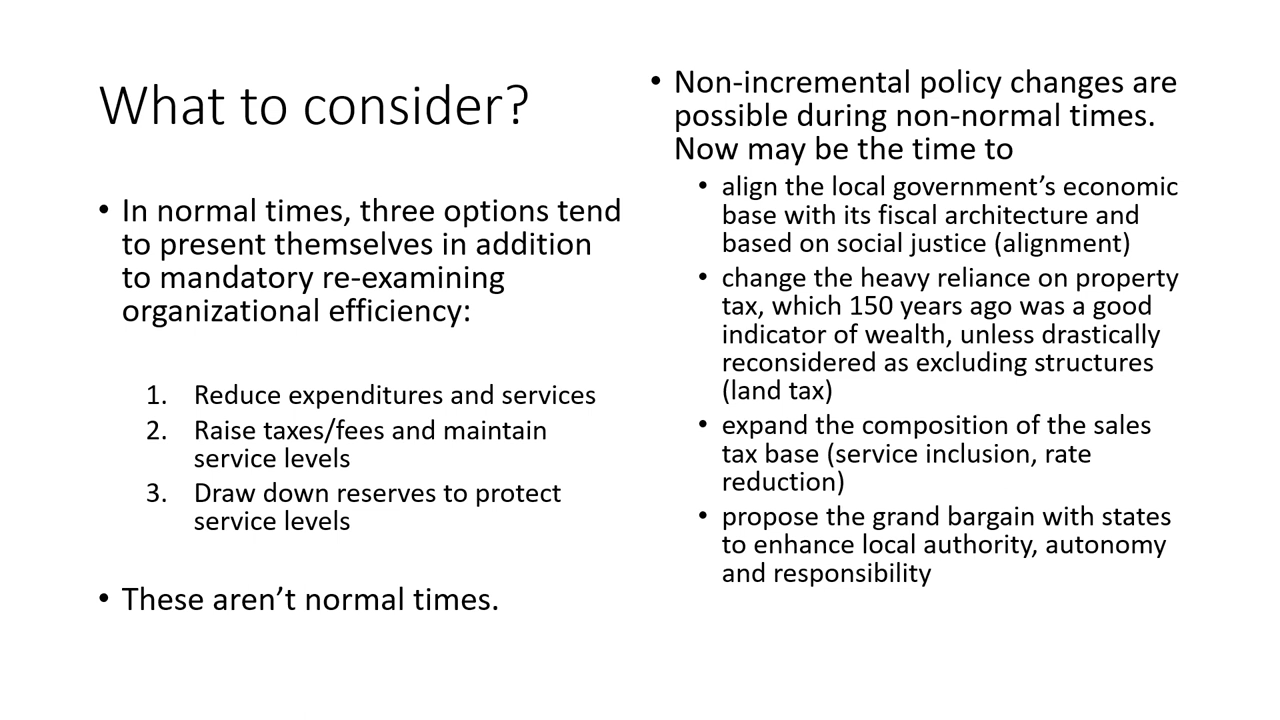 What to consider?
• In normal times, three options tend
to present themselves in addition
to mandatory re-examining
organizational efficiency:
1. Reduce expenditures and services
2. Raise taxes/fees and maintain
service levels
3. Draw down reserves to protect
service levels
• These aren’t normal times.
• Non-incremental policy changes are
possible during non-normal times.
Now may be the time to
• align the local government’s economic
base with its fiscal architecture and
based on social justice (alignment)
• change the heavy reliance on property
tax, which 150 years ago was a good
indicator of wealth, unless drastically
reconsidered as excluding structures
(land tax)
• expand the composition of the sales
tax base (service inclusion, rate
reduction)
• propose the grand bargain with states
to enhance local authority, autonomy
and responsibility